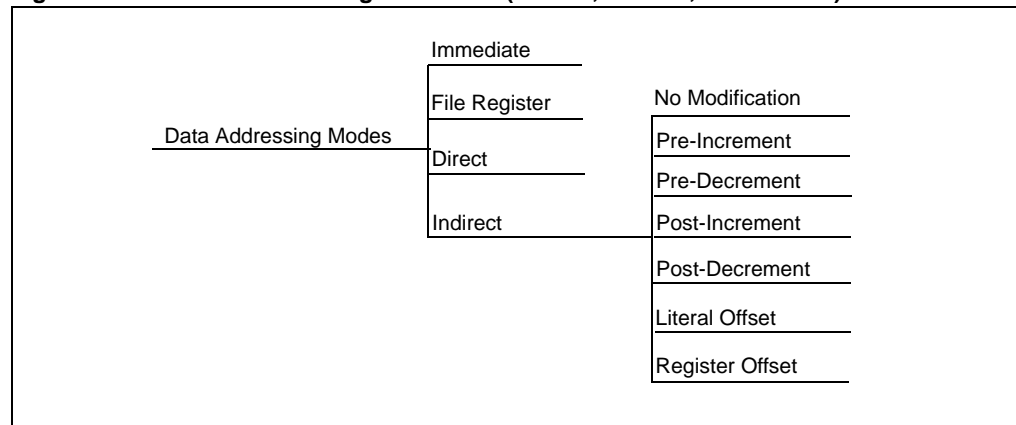 Data Addressing Modes
Immediate
File Register
Direct
Indirect
No Modification
Pre-Increment
Pre-Decrement
Post-Increment
Post-Decrement
Literal Offset
Register Offset